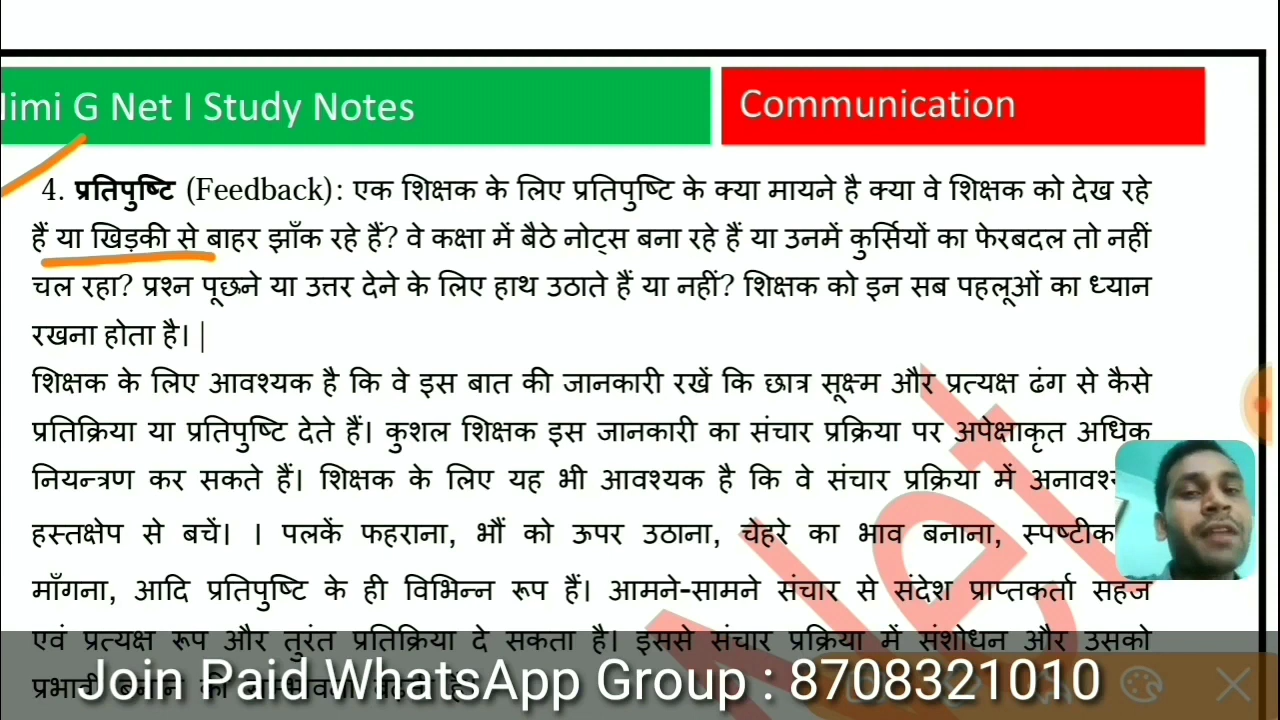 imi G Net I Study Notes
Communication
4. प्रतिपुष्टि (Feedback): एक शिक्षक के लिए प्रतिपुष्टि के क्या मायने है क्या वे शिक्षक को देख रहे
हैं या खिड़की से बाहर झाँक रहे हैं? वे कक्षा में बैठे नोट्स बना रहे हैं या उनमें कुर्सियों का फेरबदल तो नहीं
चल रहा? प्रश्न पूछने या उत्तर देने के लिए हाथ उठाते हैं या नहीं? शिक्षक को इन सब पहलूओं का ध्यान
रखना होता है। |
शिक्षक के लिए आवश्यक है कि वे इस बात की जानकारी रखें कि छात्र सूक्ष्म और प्रत्यक्ष ढंग से कैसे
प्रतिक्रिया या प्रतिपुष्टि देते हैं। कुशल शिक्षक इस जानकारी का संचार प्रक्रिया पर अपेक्षाकृत अधिक
नियन्त्रण कर सकते हैं। शिक्षक के लिए यह भी आवश्यक है कि वे संचार प्रक्रिया में
हस्तक्षेप से बचें। । पलकें फहराना, भौं को ऊपर उठाना, चेहरे का भाव बनाना,
माँगना, आदि प्रतिपुष्टि के ही विभिन्न रूप हैं। आमने-सामने संचार से संदेश प्राप्तकर्ता सहज
एवं प्रत्यक्ष रूप और तुरंत प्रतिक्रिया दे सकता है। इससे संचार प्रक्रिया में संशोधन और उसको
Join Paid WhatsApp Group : 8708321010
Net